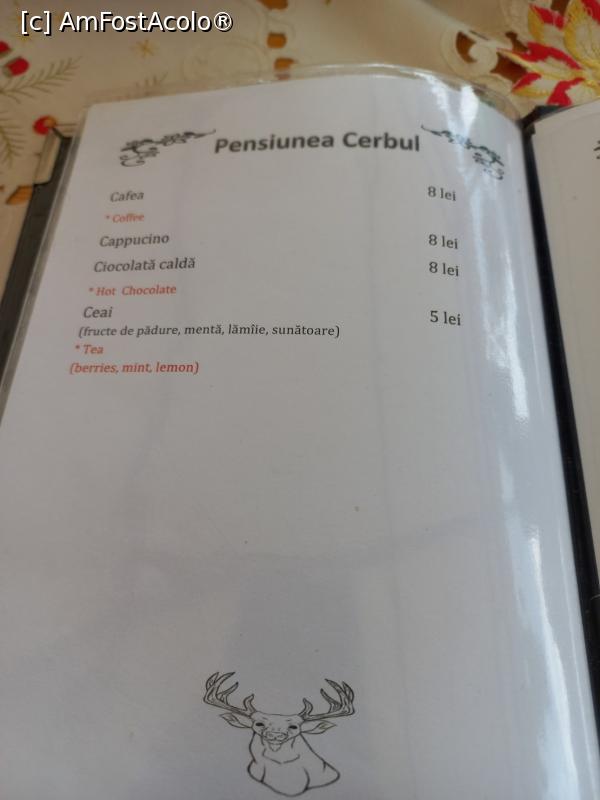 [c] AmFostAcolo®
Pensiunea Cerbul
Cafea 8 lei
* Coffee
Cappucino 8 lei
Ciocolată caldă 8 lei
* Hot Chocolate
Ceai 5 lei
(fructe de pădure, mentă, lămîie, sunătoare)
* Tea
(berries, mint, lemon)